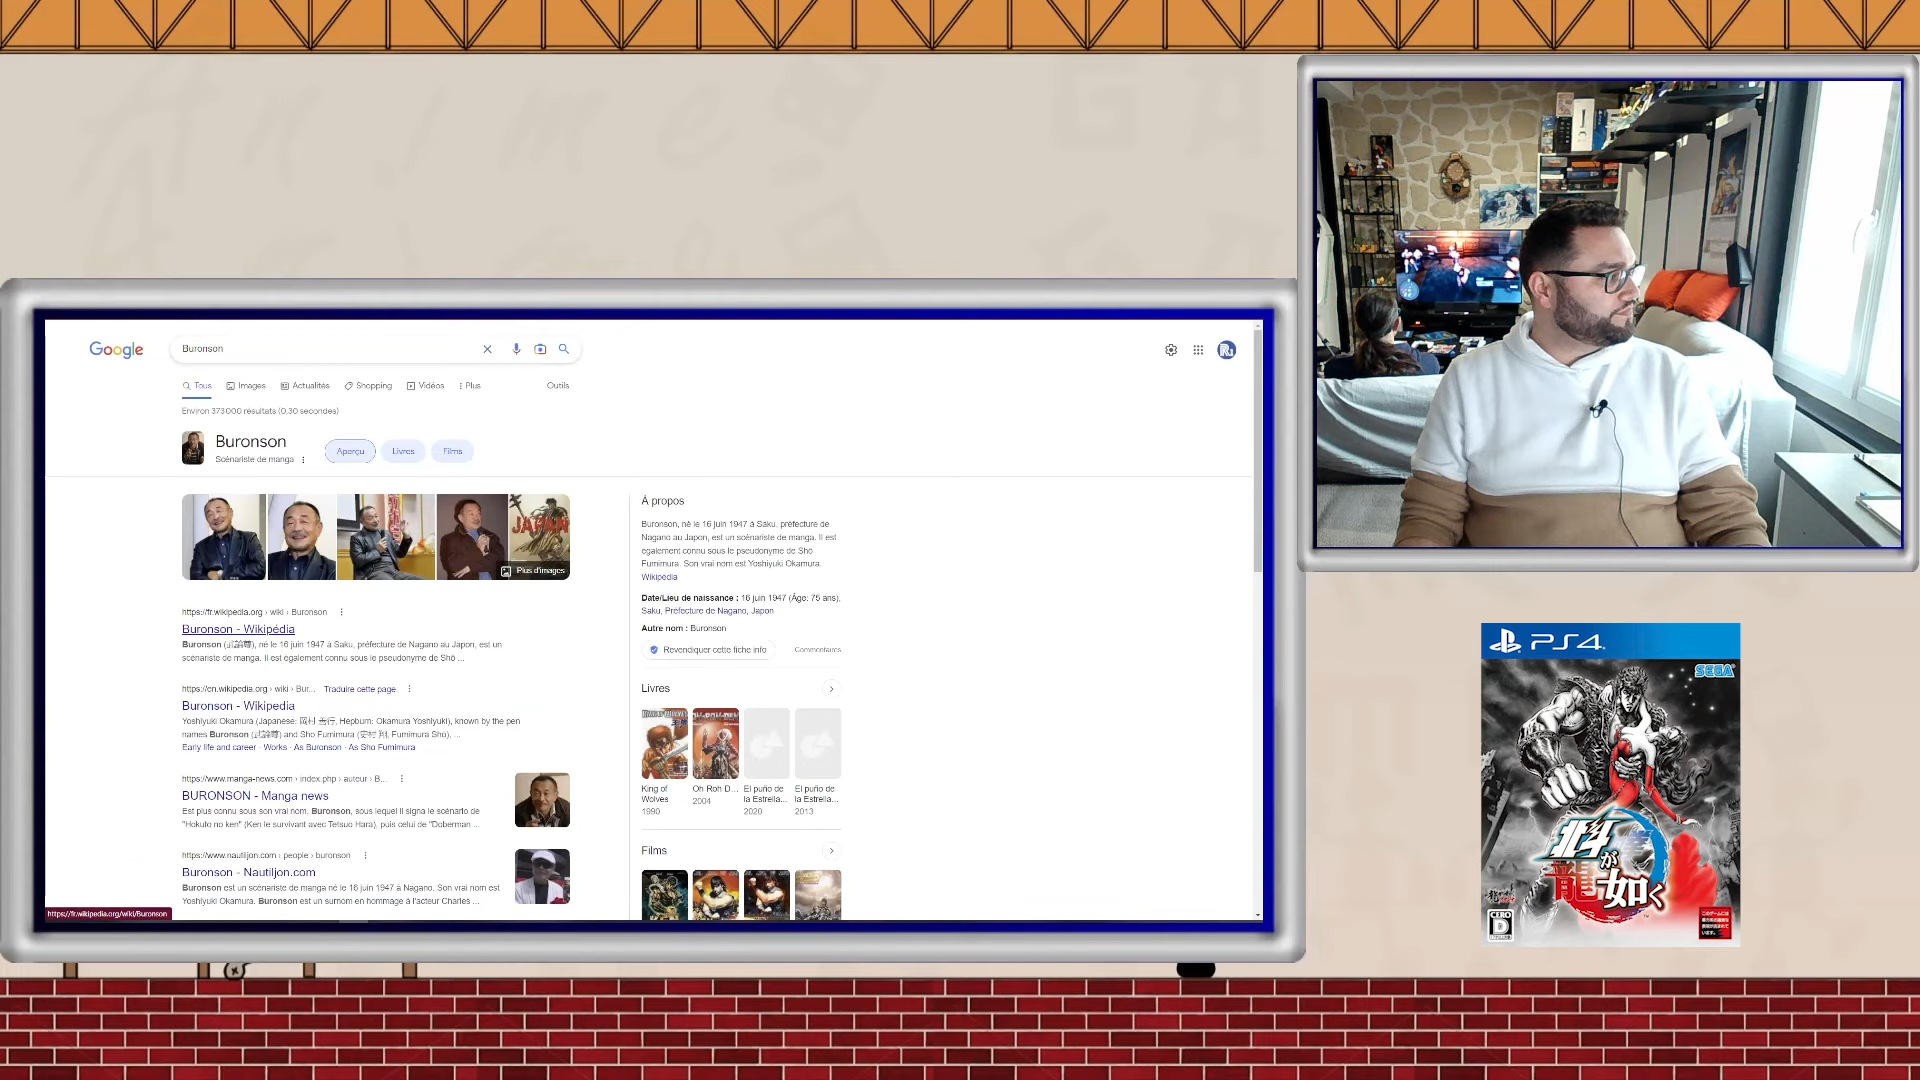 Google
Buronson
Tous
Images
Actualités
Shopping
Vidéos
Plus
Outils
Environ 373 000 résultats (0,30 secondes)
Buronson
Scénariste de manga
Aperçu
Livres
Films
JAPAN
Plus d'images
https://fr.wikipedia.org › wiki › Buronson
Buronson - Wikipédia
Buronson (武論尊), né le 16 juin 1947 à Saku, préfecture de Nagano au Japon, est un
scénariste de manga. Il est également connu sous le pseudonyme de Shō ...
https://en.wikipedia.org › wiki › Bur...
Traduire cette page
Buronson - Wikipedia
Yoshiyuki Okamura (Japanese: 岡村 善行, Hepburn: Okamura Yoshiyuki), known by the pen
names Buronson (武論尊) and Sho Fumimura (史村 翔, Fumimura Shō), ...
Early life and career · Works · As Buronson · As Sho Fumimura
https://www.manga-news.com › index.php › auteur › B...
BURONSON - Manga news
Est plus connu sous son vrai nom, Buronson, sous lequel il signa le scénario de
"Hokuto no ken" (Ken le survivant avec Tetsuo Hara), puis celui de "Doberman ...
https://www.nautiljon.com › people › buronson
Buronson - Nautiljon.com
Buronson est un scénariste de manga né le 16 juin 1947 à Nagano. Son vrai nom est
Yoshiyuki Okamura. Buronson est un surnom en hommage à l'acteur Charles ...
https://fr.wikipedia.org/wiki/Buronson
À propos
Buronson, né le 16 juin 1947 à Saku, préfecture de
Nagano au Japon, est un scénariste de manga. Il est
également connu sous le pseudonyme de Shō
Fumimura. Son vrai nom est Yoshiyuki Okamura.
Wikipédia
Date/Lieu de naissance : 16 juin 1947 (Âge: 75 ans),
Saku, Préfecture de Nagano, Japon
Autre nom : Buronson
Revendiquer cette fiche info
Commentaires
Livres
King of
Wolves
1990
Oh Roh D...
2004
El puño de
la Estrella...
2020
El puño de
la Estrella...
2013
Films
PS4
SEGA
北斗が
龍如く
CERO
D